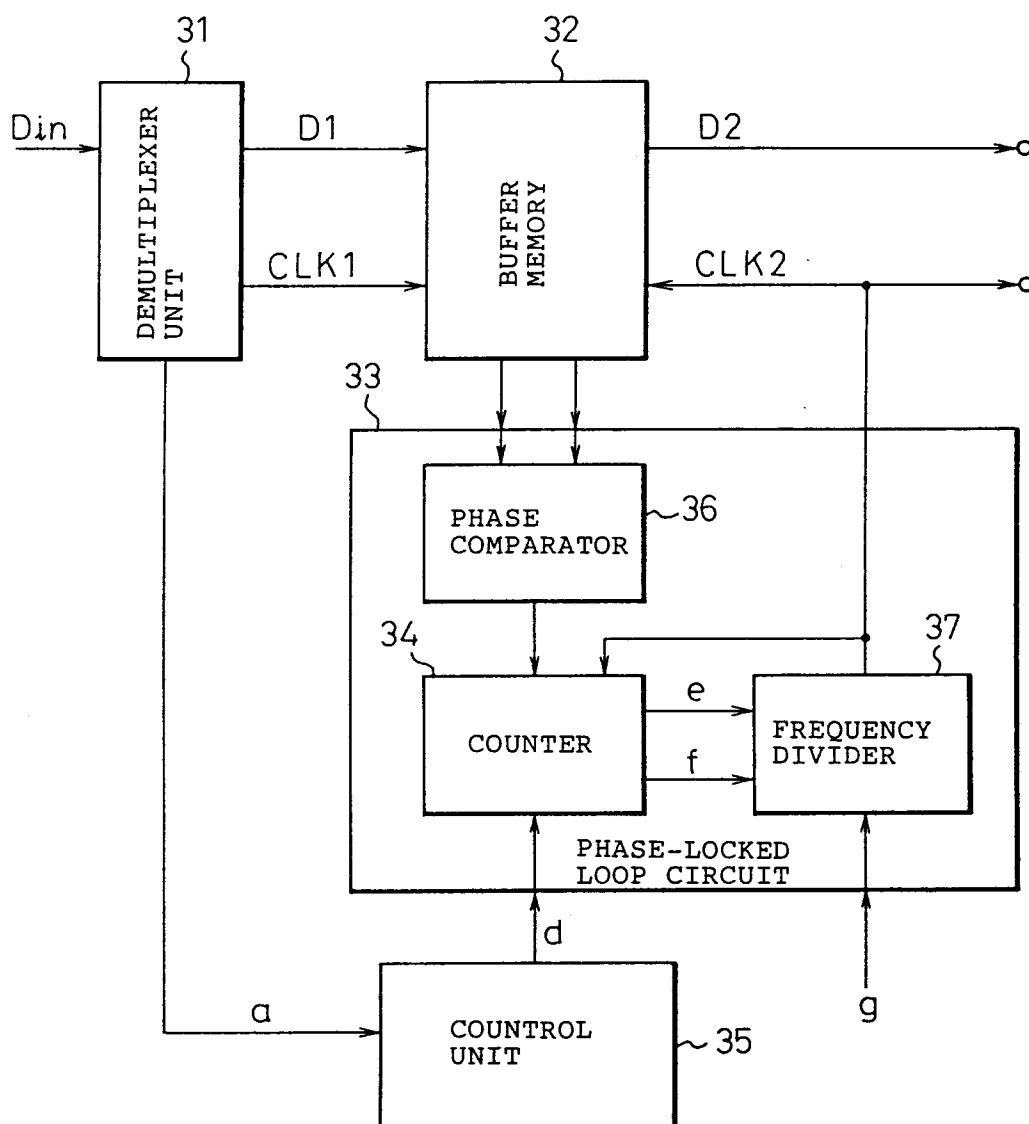 31
32
Din
D1
D2
DEMULTIPLEXER
UNIT
BUFFER
MEMORY
CLK1
CLK2
33
PHASE
COMPARATOR
36
34
37
COUNTER
e
f
FREQUENCY
DIVIDER
PHASE-LOCKED
LOOP CIRCUIT
d
g
a
COUNTROL
UNIT
35